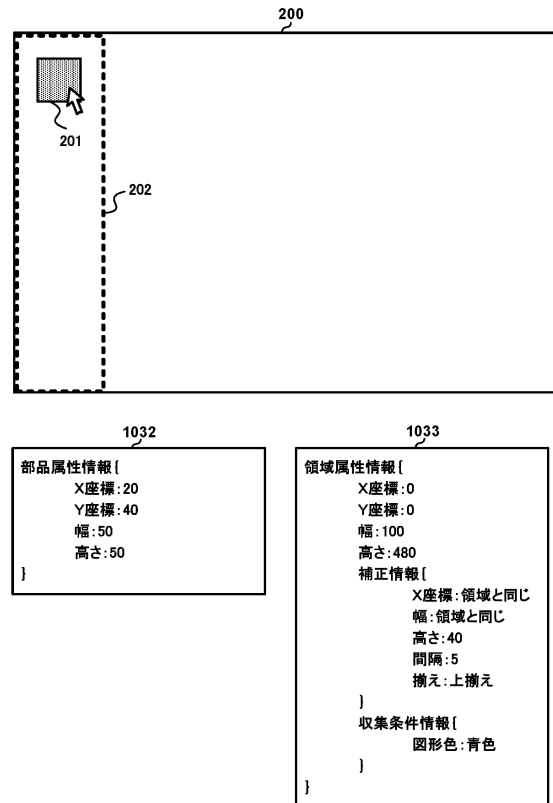 200
201
202
1032
部品属性情報{
X座標:20
Y座標:40
幅:50
高さ:50
}
1033
領域属性情報{
X座標:0
Y座標:0
幅:100
高さ:480
補正情報{
X座標:領域と同じ
幅:領域と同じ
高さ:40
間隔:5
揃え:上揃え
}
収集条件情報{
図形色:青色
}
}